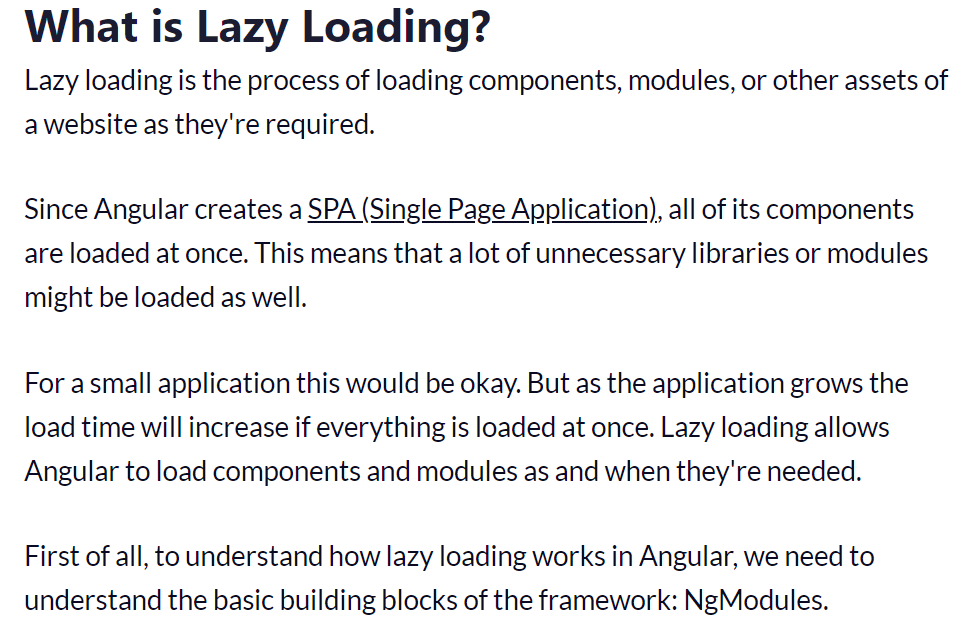 What is Lazy Loading?
Lazy loading is the process of loading components, modules, or other assets of
a website as they're required.
Since Angular creates a SPA (Single Page Application), all of its components
are loaded at once. This means that a lot of unnecessary libraries or modules
might be loaded as well.
For a small application this would be okay. But as the application grows the
load time will increase if everything is loaded at once. Lazy loading allows
Angular to load components and modules as and when they're needed.
First of all, to understand how lazy loading works in Angular, we need to
understand the basic building blocks of the framework: NgModules.